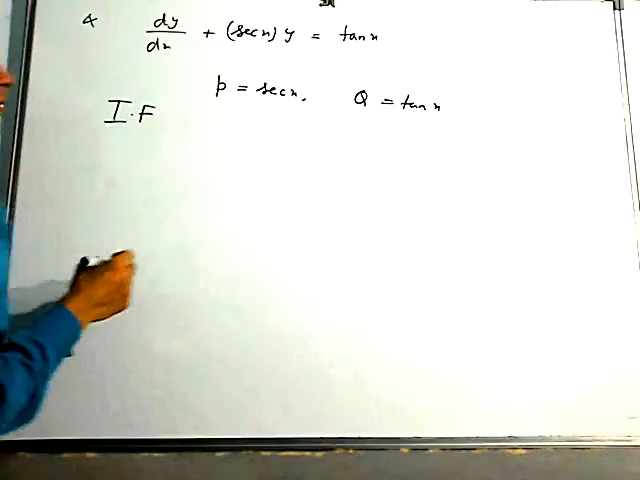 4 dy/dx + (sec x) y = tan x
p = sec x. Q = tan x
I.F